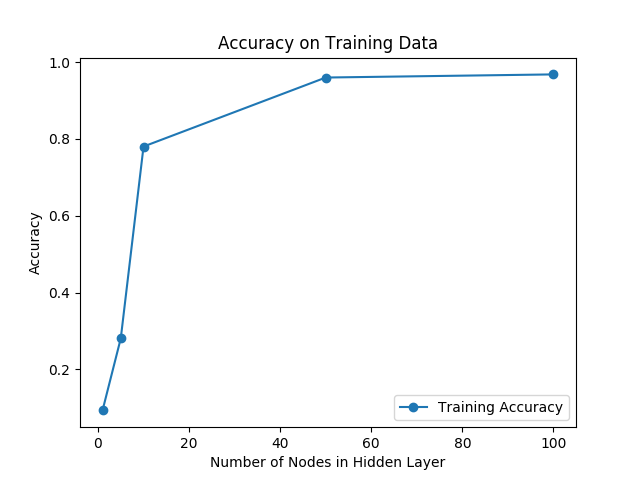 Accuracy on Training Data
1.0
0.8
0.6
0.4
0.2
Accuracy
Training Accuracy
0 20 40 60 80 100
Number of Nodes in Hidden Layer